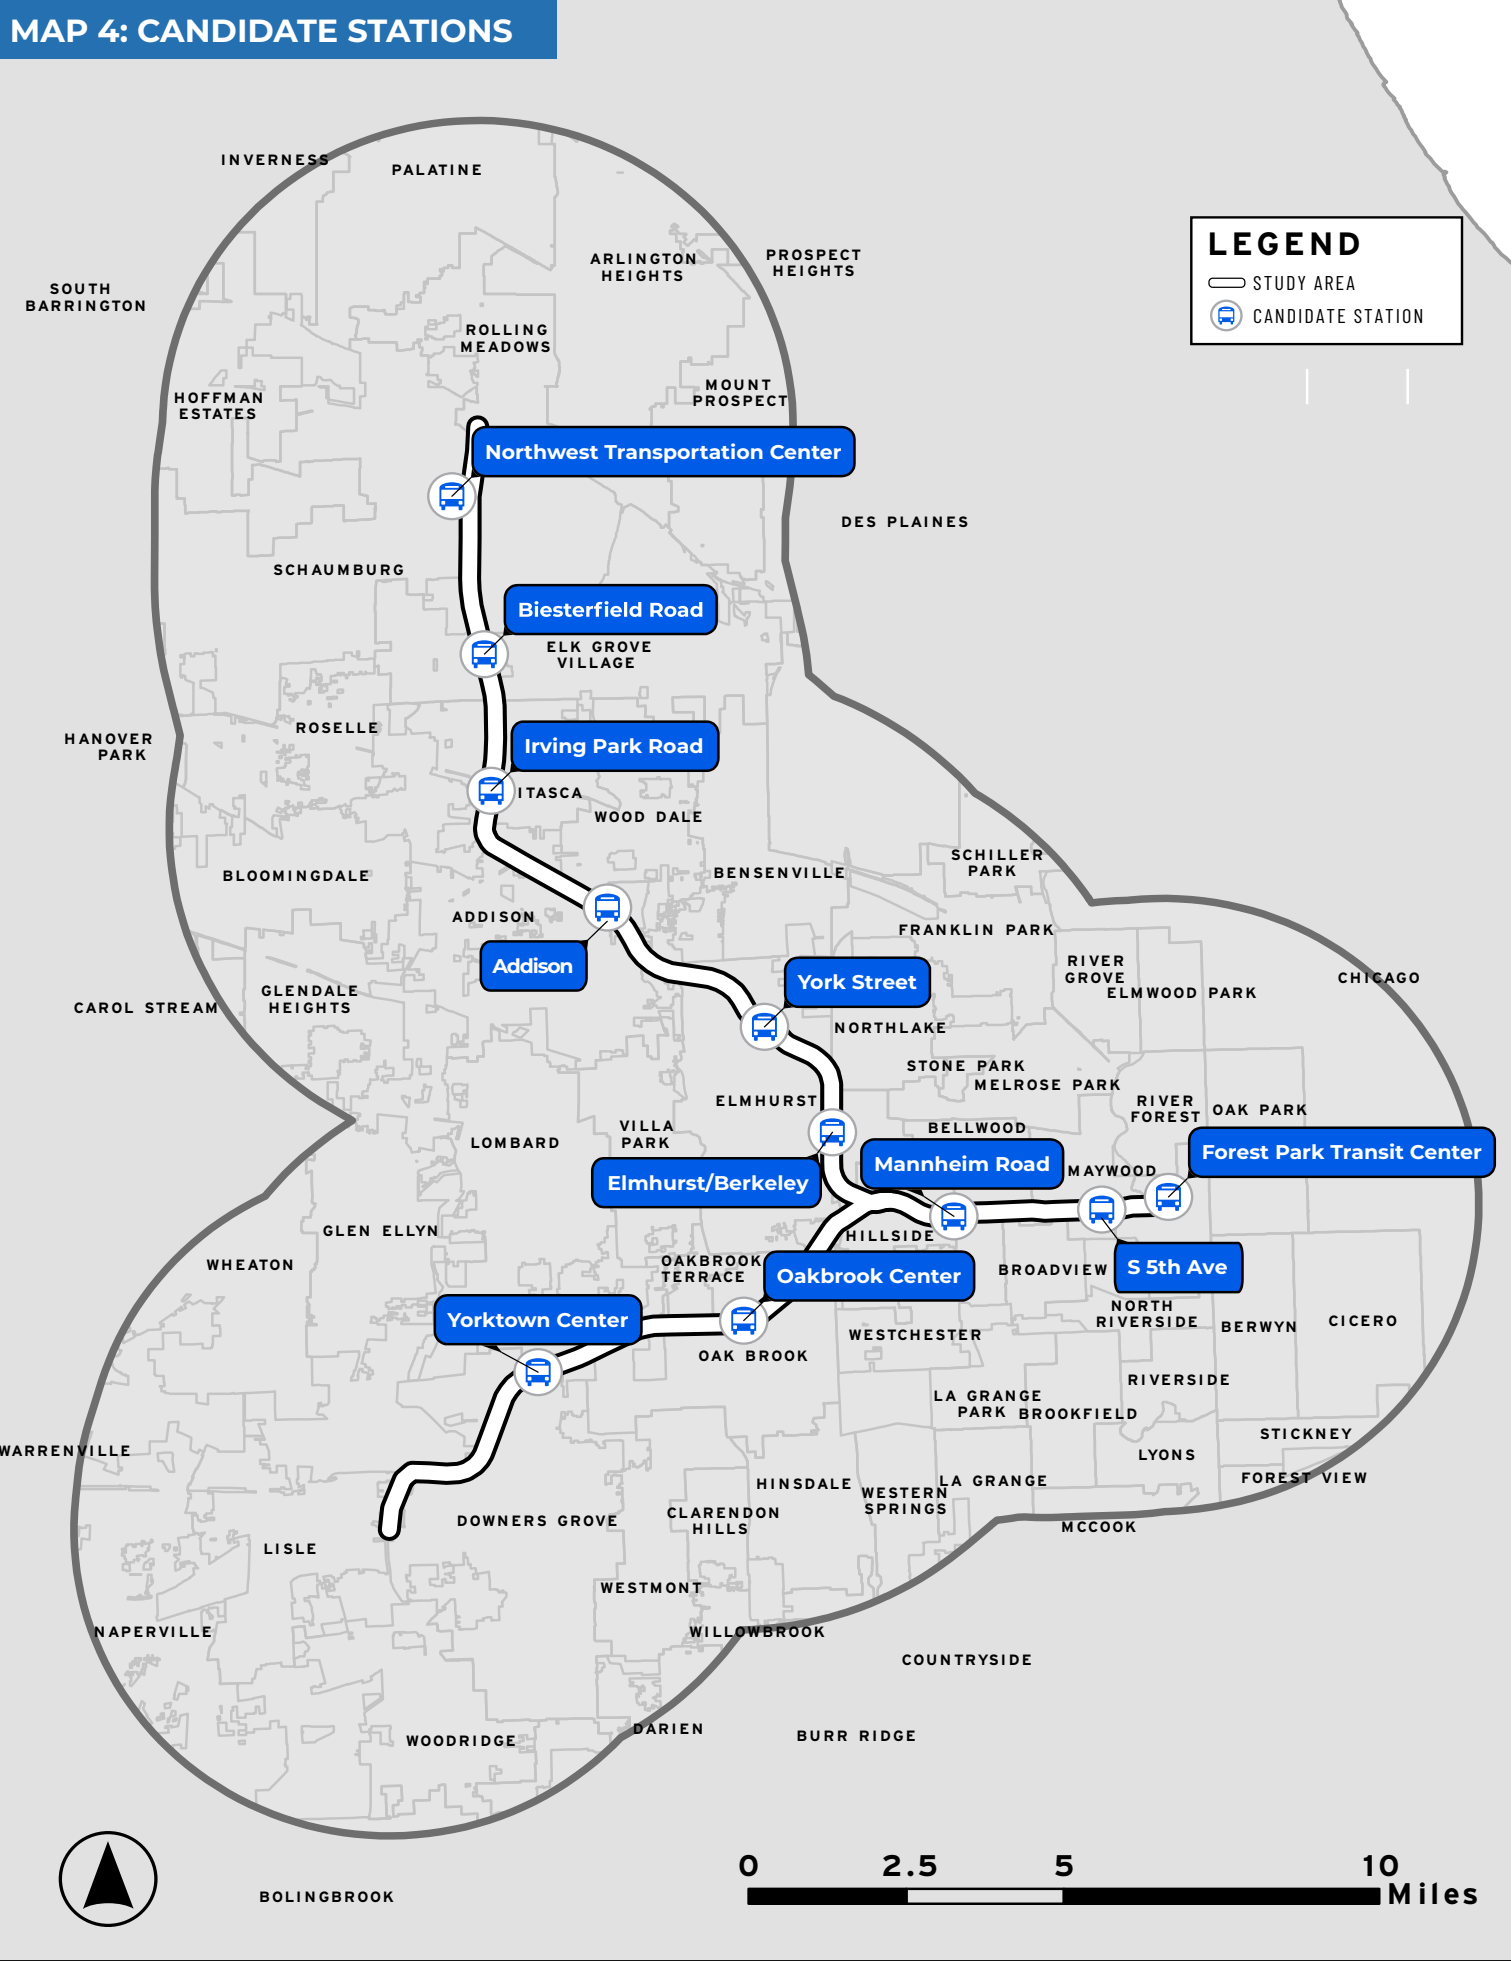 MAP 4: CANDIDATE STATIONS
INVERNESS
PALATINE
ARLINGTON
HEIGHTS
PROSPECT
HEIGHTS
LEGEND
STUDY AREA
CANDIDATE STATION
SOUTH
BARRINGTON
ROLLING
MEADOWS
HOFFMAN
ESTATES
MOUNT
PROSPECT
Northwest Transportation Center
DES PLAINES
SCHAUMBURG
Biesterfield Road
ELK GROVE
VILLAGE
ROSELLE
HANOVER
PARK
Irving Park Road
ITASCA
WOOD DALE
BLOOMINGDALE
BENSENVILLE
SCHILLER
PARK
ADDISON
FRANKLIN PARK
Addison
RIVER
GROVE
ELMWOOD PARK
CHICAGO
York Street
GLENDALE
HEIGHTS
CAROL STREAM
NORTHLAKE
STONE PARK
MELROSE PARK
ELMHURST
RIVER
FOREST
OAK PARK
VILLA
PARK
LOMBARD
BELLWOOD
Forest Park Transit Center
Mannheim Road
MAYWOOD
Elmhurst/Berkeley
GLEN ELLYN
HILLSIDE
WHEATON
OAKBROOK
TERRACE
Oakbrook Center
BROADVIEW
S 5th Ave
NORTH
RIVERSIDE
BERWYN
CICERO
Yorktown Center
WESTCHESTER
OAK BROOK
RIVERSIDE
LA GRANGE
PARK
BROOKFIELD
STICKNEY
WARRENVILLE
LYONS
FOREST VIEW
HINSDALE
LA GRANGE
WESTERN
SPRINGS
DOWNERS GROVE
CLARENDON
HILLS
MCCOOK
LISLE
WESTMONT
NAPERVILLE
WILLOWBROOK
COUNTRYSIDE
DARIEN
BURR RIDGE
WOODRIDGE
BOLINGBROOK
0 2.5 5 10
Miles